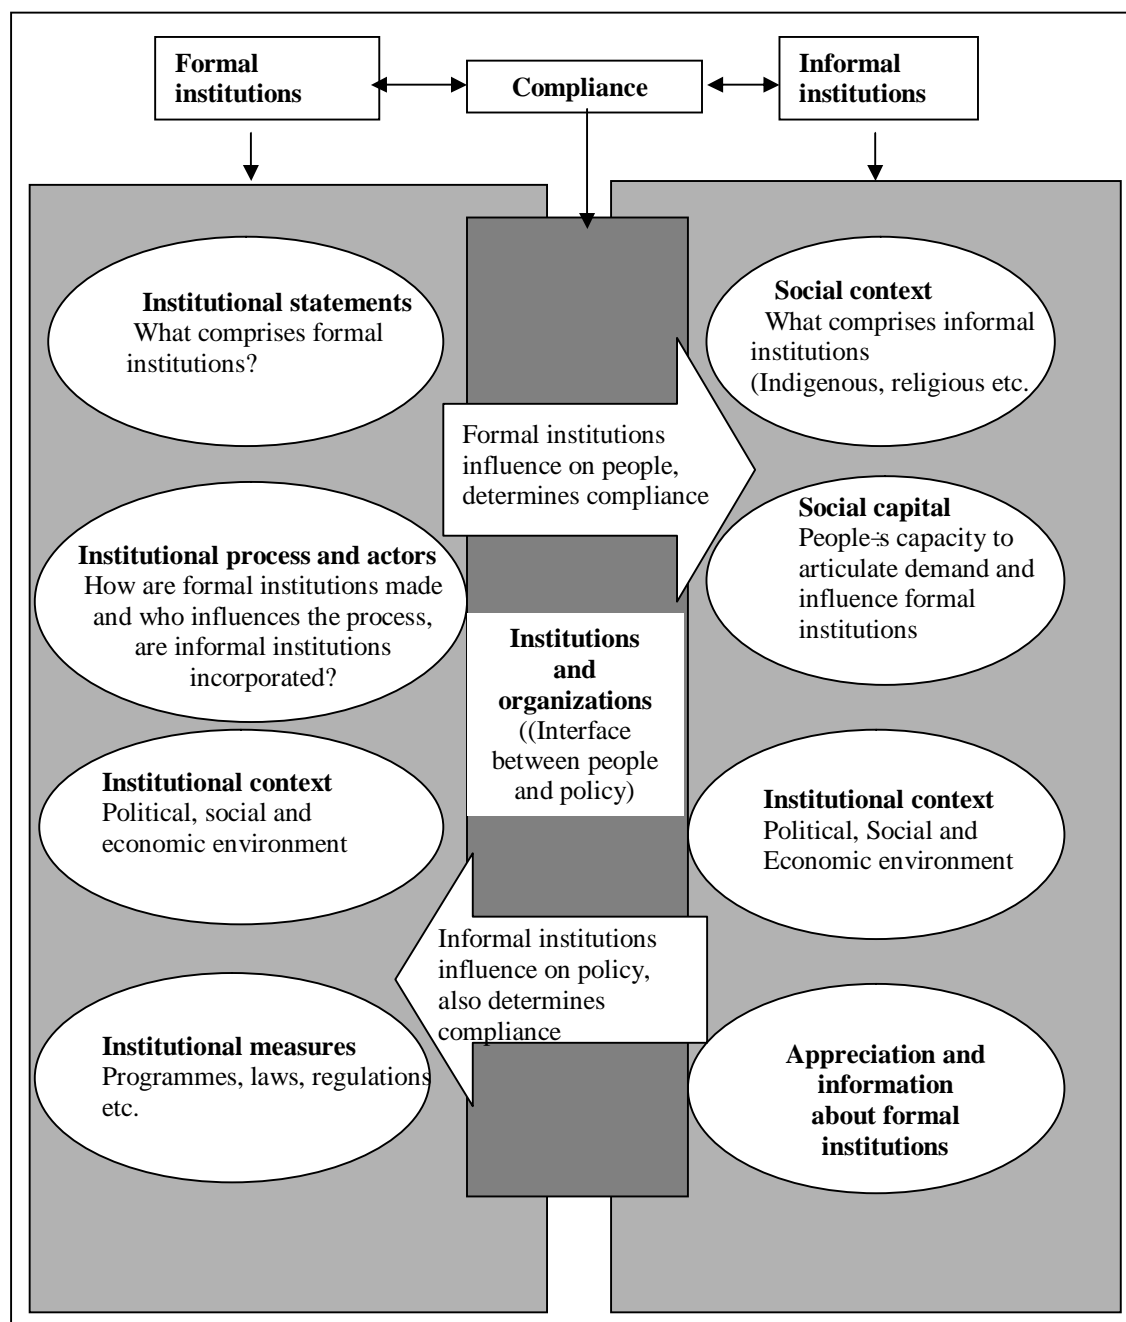 Formal
institutions
Compliance
Informal
institutions
Institutional statements
What comprises formal
institutions?
Social context
What comprises informal
institutions
(Indigenous, religious etc.
Formal institutions
influence on people,
determines compliance
Social capital
People÷s capacity to
articulate demand and
influence formal
institutions
Institutional process and actors
How are formal institutions made
and who influences the process,
are informal institutions
incorporated?
Institutions
and
organizations
((Interface
between people
and policy)
Institutional context
Political, social and
economic environment
Institutional context
Political, Social and
Economic environment
Informal institutions
influence on policy,
also determines
compliance
Institutional measures
Programmes, laws, regulations
etc.
Appreciation and
information
about formal
institutions